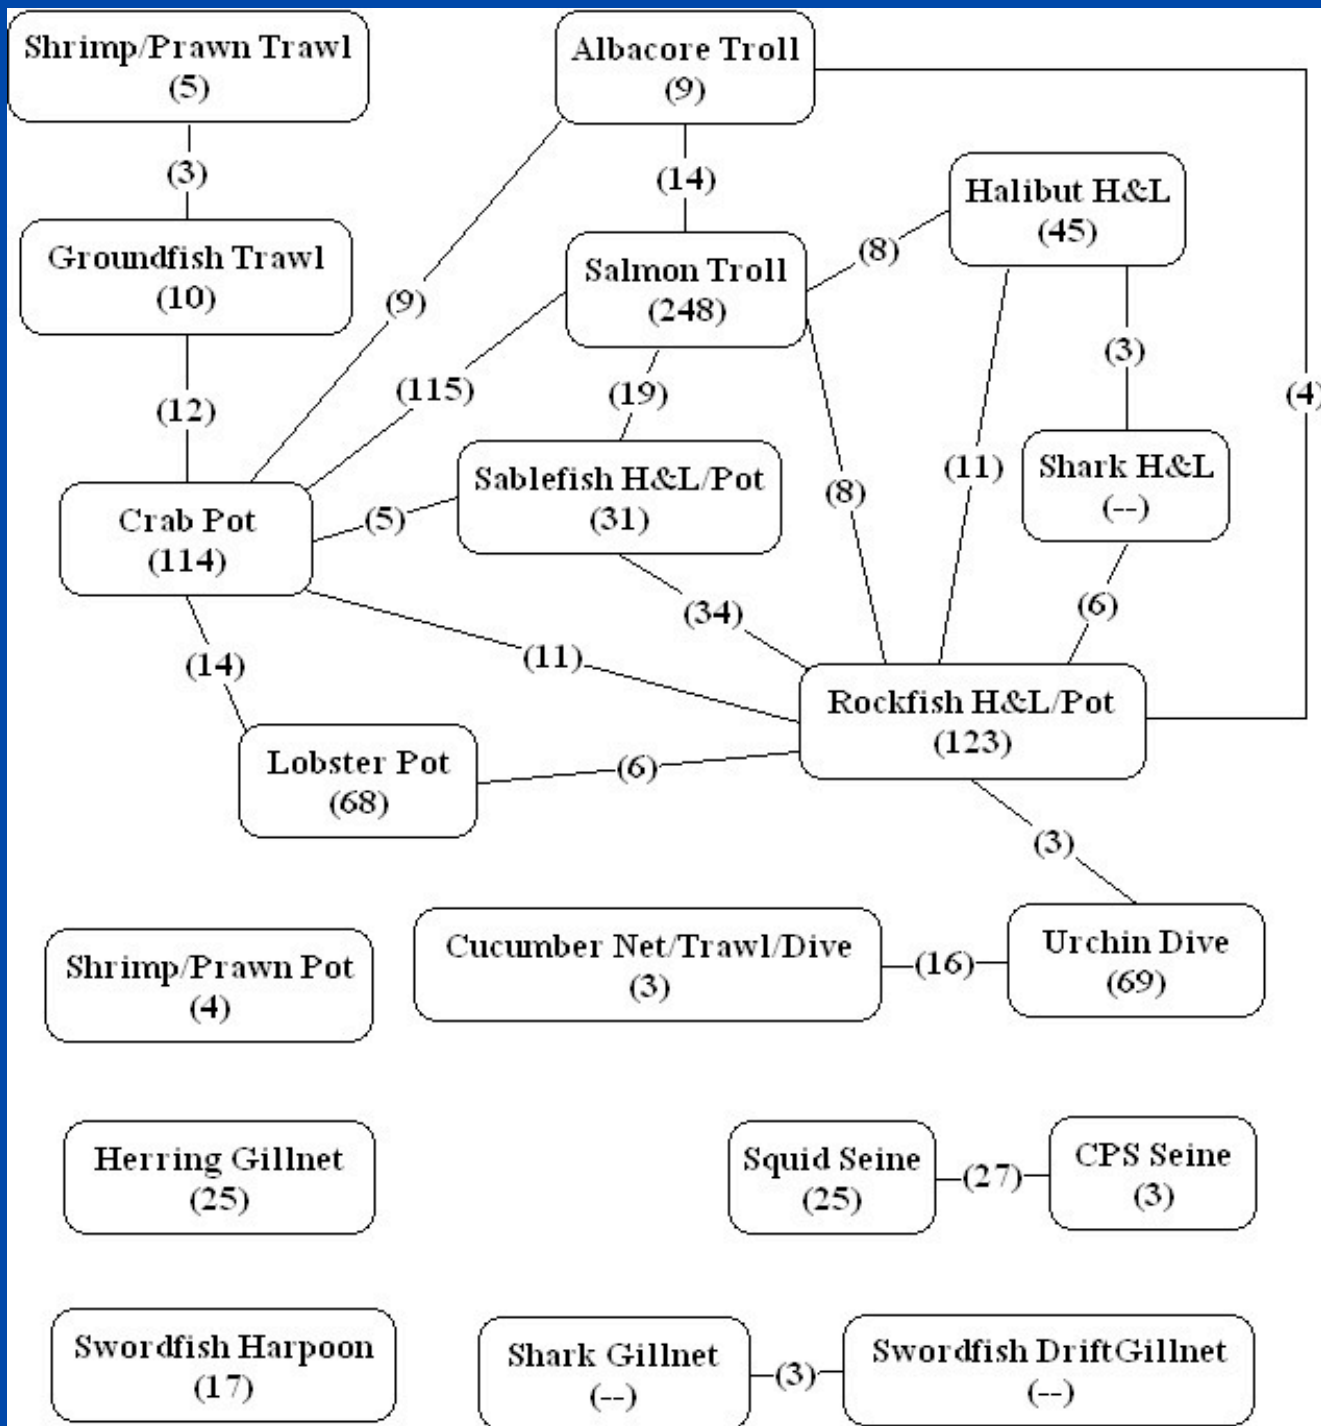 Shrimp/Prawn Trawl
(5)
Albacore Troll
(9)
(3)
(14)
Halibut H&L
(45)
Groundfish Trawl
(10)
Salmon Troll
(248)
(8)
(9)
(3)
(115)
(19)
(4)
(12)
Sablefish H&L/Pot
(31)
(8)
(11)
Shark H&L
(--)
Crab Pot
(114)
(5)
(34)
(6)
(14)
(11)
Rockfish H&L/Pot
(123)
Lobster Pot
(68)
(6)
(3)
Shrimp/Prawn Pot
(4)
Cucumber Net/Trawl/Dive
(3)
(16)
Urchin Dive
(69)
Herring Gillnet
(25)
Squid Seine
(25)
(27)
CPS Seine
(3)
Swordfish Harpoon
(17)
Shark Gillnet
(--)
(3)
Swordfish DriftGillnet
(--)